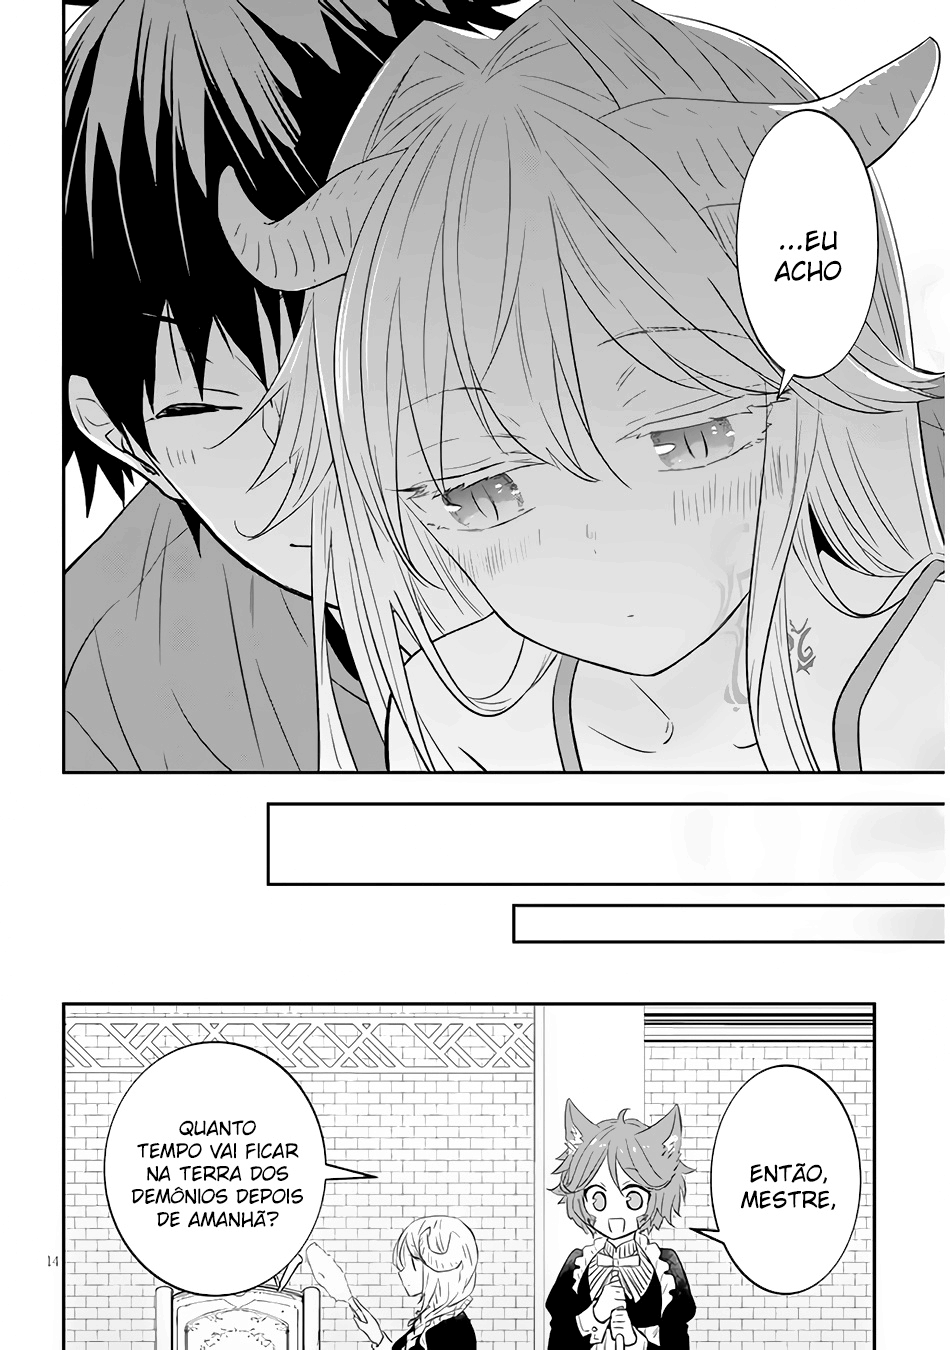 ...EU
ACHO
ENTÃO,
MESTRE,
QUANTO
TEMPO VAI FICAR
NA TERRA DOS
DEMÔNIOS DEPOIS
DE AMANHÃ?
14